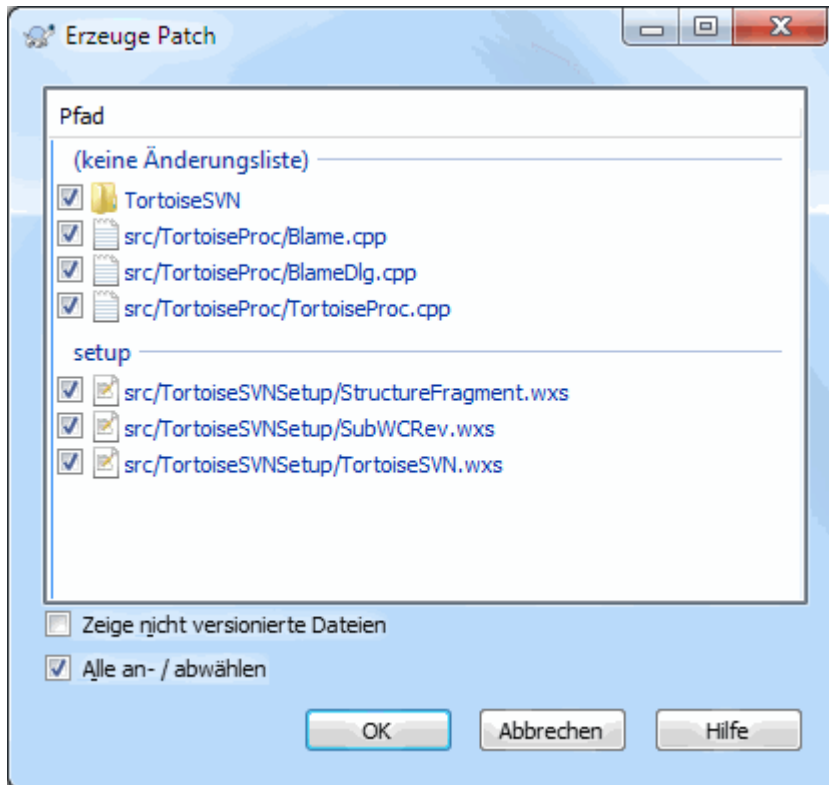 Erzeuge Patch
Pfad
(keine Änderungsliste)
TortoiseSVN
src/TortoiseProc/Blame.cpp
src/TortoiseProc/BlameDlg.cpp
src/TortoiseProc/TortoiseProc.cpp
setup
src/TortoiseSVNSetup/StructureFragment.wxs
src/TortoiseSVNSetup/SubWCRev.wxs
src/TortoiseSVNSetup/TortoiseSVN.wxs
Zeige nicht versionierte Dateien
Alle an- / abwählen
OK Abbrechen Hilfe